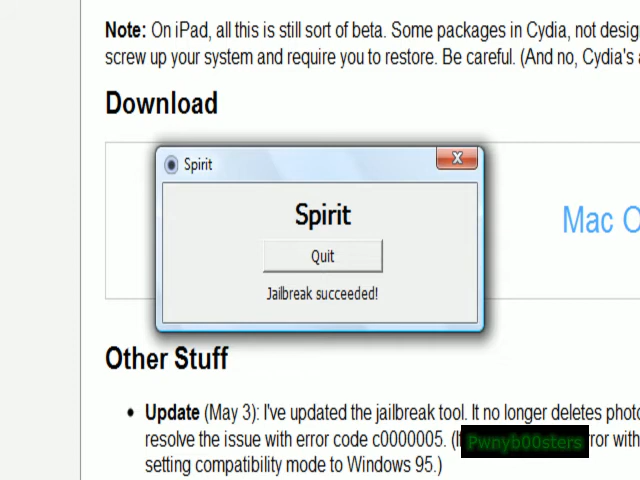 Note: On iPad, all this is still sort of beta. Some packages in Cydia, not
screw up your system and require you to restore. Be careful. (And no, Cydia's
Download
Spirit
Spirit
Mac
Quit
Jailbreak succeeded!
Other Stuff
• Update (May 3): I've updated the jailbreak tool. It no longer deletes
resolve the issue with error code c0000005. Pwnyb00sters with
setting compatibility mode to Windows 95.)